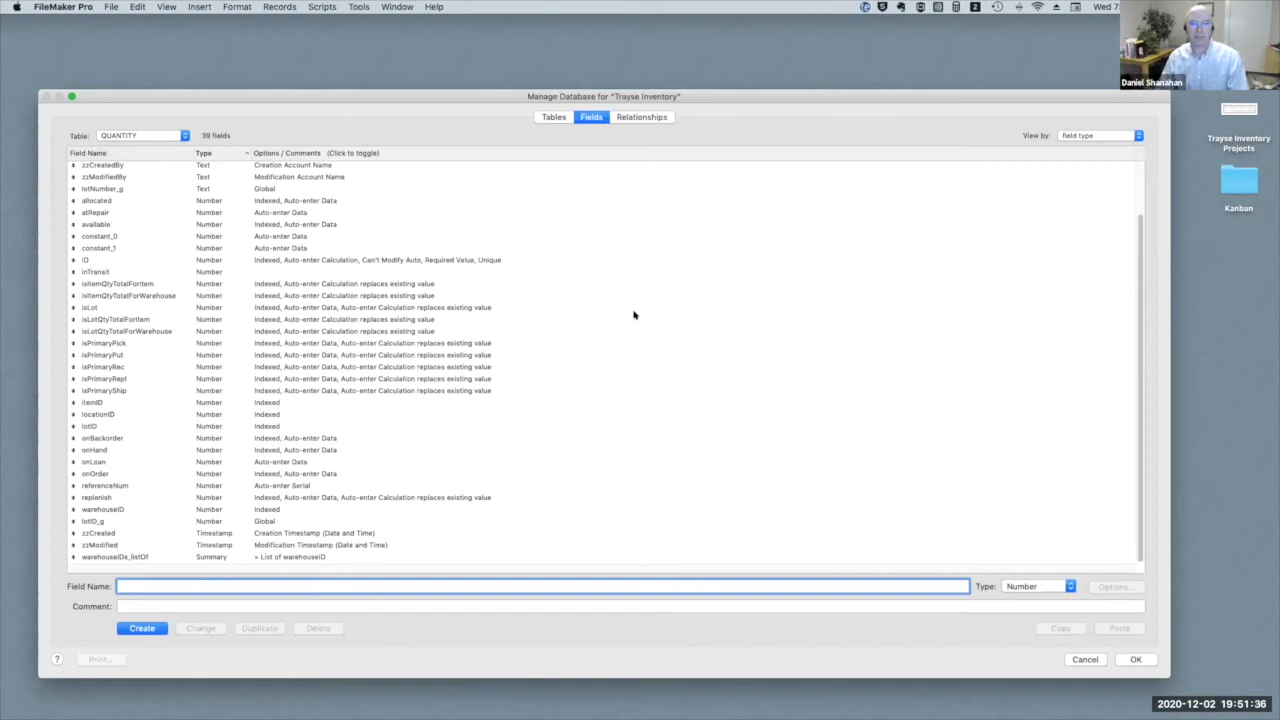 FileMaker Pro File Edit View Insert Format Records Scripts Tools Window Help 2 Wed 7
Daniel Shanahan
Manage Database for "Trayse Inventory"
Tables Fields Relationships
Table: QUANTITY 39 fields View by: field type
Field Name Type Options / Comments (Click to toggle)
zzCreatedBy Text Creation Account Name
zzModifiedBy Text Modification Account Name
lotNumber_g Text Global
allocated Number Indexed, Auto-enter Data
atRepair Number Auto-enter Data
available Number Indexed, Auto-enter Data
constant_0 Number Auto-enter Data
constant_1 Number Auto-enter Data
ID Number Indexed, Auto-enter Calculation, Can't Modify Auto, Required Value, Unique
inTransit Number
isItemQtyTotalForItem Number Indexed, Auto-enter Calculation replaces existing value
isItemQtyTotalForWarehouse Number Indexed, Auto-enter Calculation replaces existing value
isLot Number Indexed, Auto-enter Data, Auto-enter Calculation replaces existing value
isLotQtyTotalForItem Number Indexed, Auto-enter Calculation replaces existing value
isLotQtyTotalForWarehouse Number Indexed, Auto-enter Calculation replaces existing value
isPrimaryPick Number Indexed, Auto-enter Data, Auto-enter Calculation replaces existing value
isPrimaryPut Number Indexed, Auto-enter Data, Auto-enter Calculation replaces existing value
isPrimaryRec Number Indexed, Auto-enter Data, Auto-enter Calculation replaces existing value
isPrimaryRepl Number Indexed, Auto-enter Data, Auto-enter Calculation replaces existing value
isPrimaryShip Number Indexed, Auto-enter Data, Auto-enter Calculation replaces existing value
itemID Number Indexed
locationID Number Indexed
lotID Number Indexed
onBackorder Number Indexed, Auto-enter Data
onHand Number Indexed, Auto-enter Data
onLoan Number Auto-enter Data
onOrder Number Indexed, Auto-enter Data
referenceNum Number Auto-enter Serial
replenish Number Indexed, Auto-enter Data, Auto-enter Calculation replaces existing value
warehouseID Number Indexed
lotID_g Number Global
zzCreated Timestamp Creation Timestamp (Date and Time)
zzModified Timestamp Modification Timestamp (Date and Time)
warehouseIDs_listOf Summary = List of warehouseID
Field Name: Type: Number Options...
Comment:
Create Change Duplicate Delete Copy Paste
? Print... Cancel OK
Trayse Inventory
Projects
Kanban
2020-12-02 19:51:36